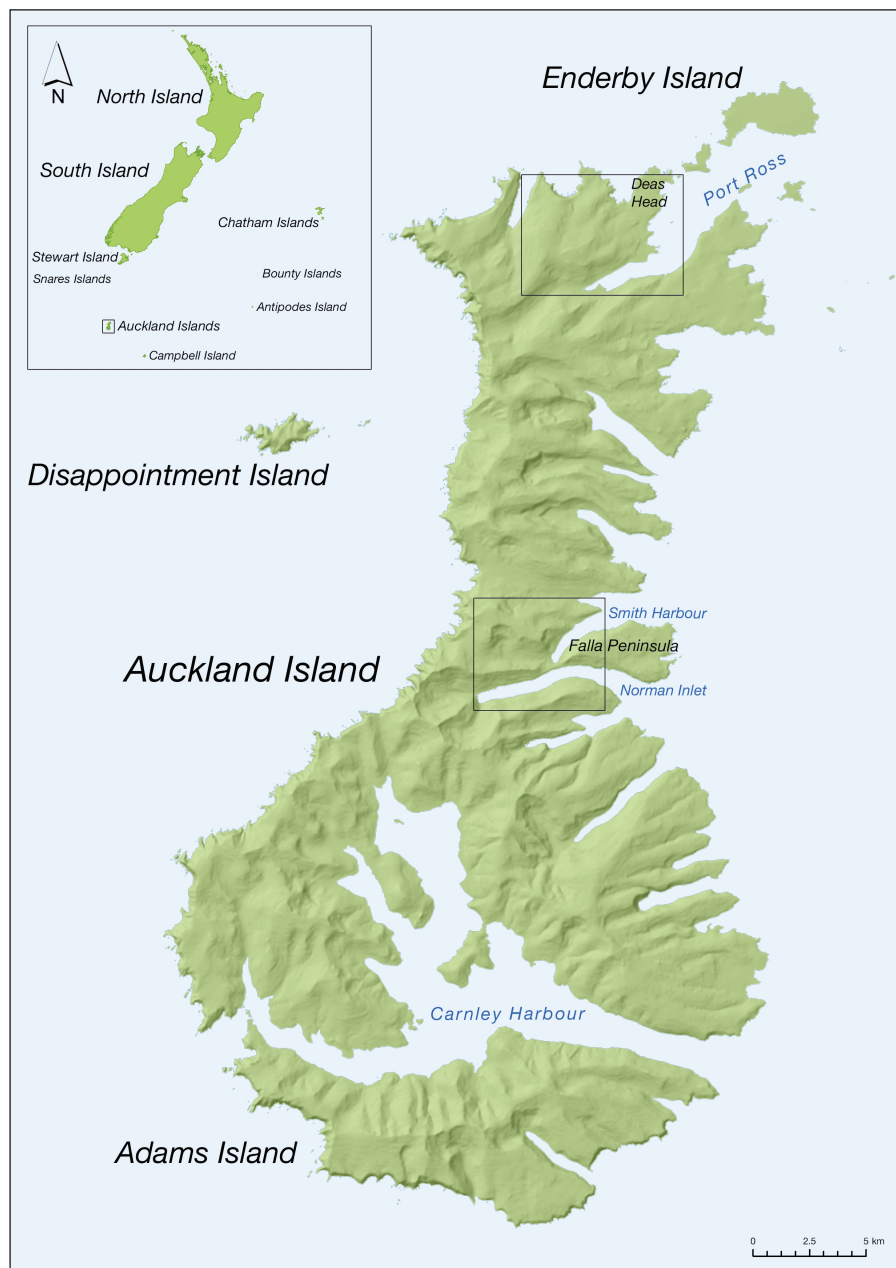 Enderby Island
N
North Island
South Island
Chatham Islands
Stewart Island
Snares Islands
Bounty Islands
Antipodes Island
Auckland Islands
Campbell Island
Port Ross
Deas
Head
Disappointment Island
Smith Harbour
Falla Peninsula
Auckland Island
Norman Inlet
Carnley Harbour
Adams Island
0 2.5 5 km